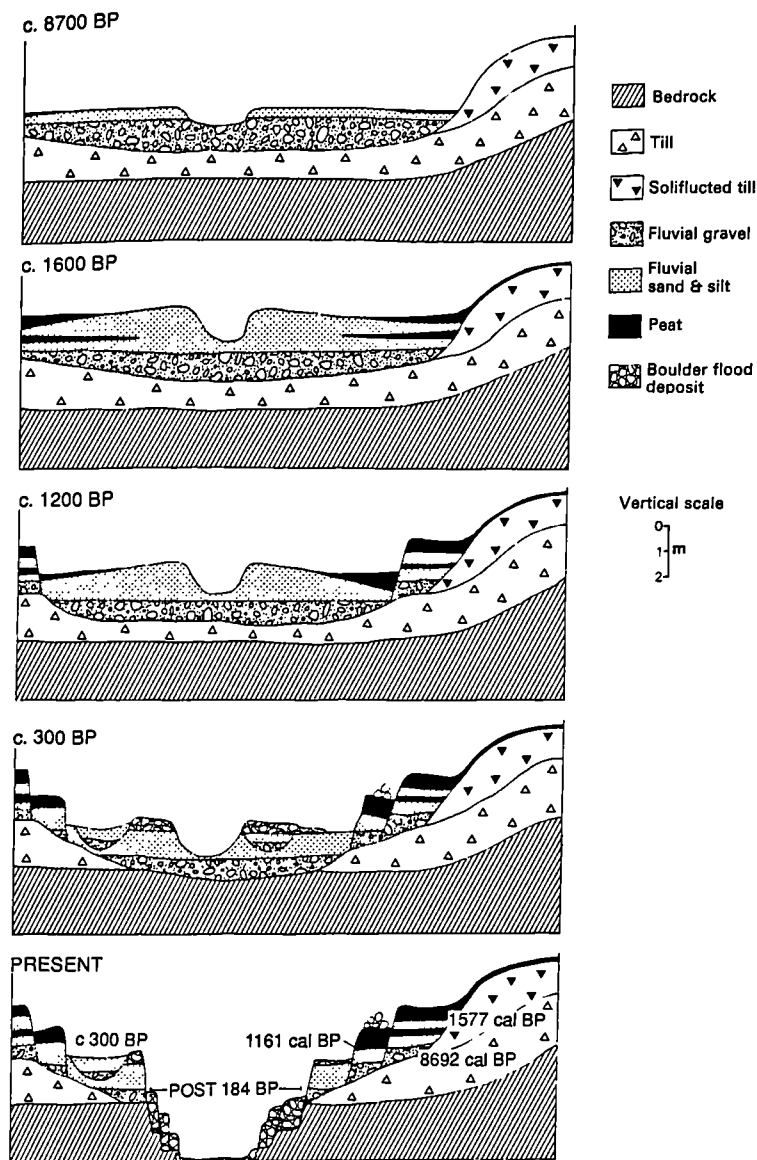 c. 8700 BP
Bedrock
Till
Soliflucted till
Fluvial gravel
Fluvial
sand & silt
Peat
Boulder flood
deposit
c. 1600 BP
c. 1200 BP
Vertical scale
0
1 m
2
c. 300 BP
PRESENT
c 300 BP
1161 cal BP
1577 cal BP
8692 cal BP
POST 184 BP